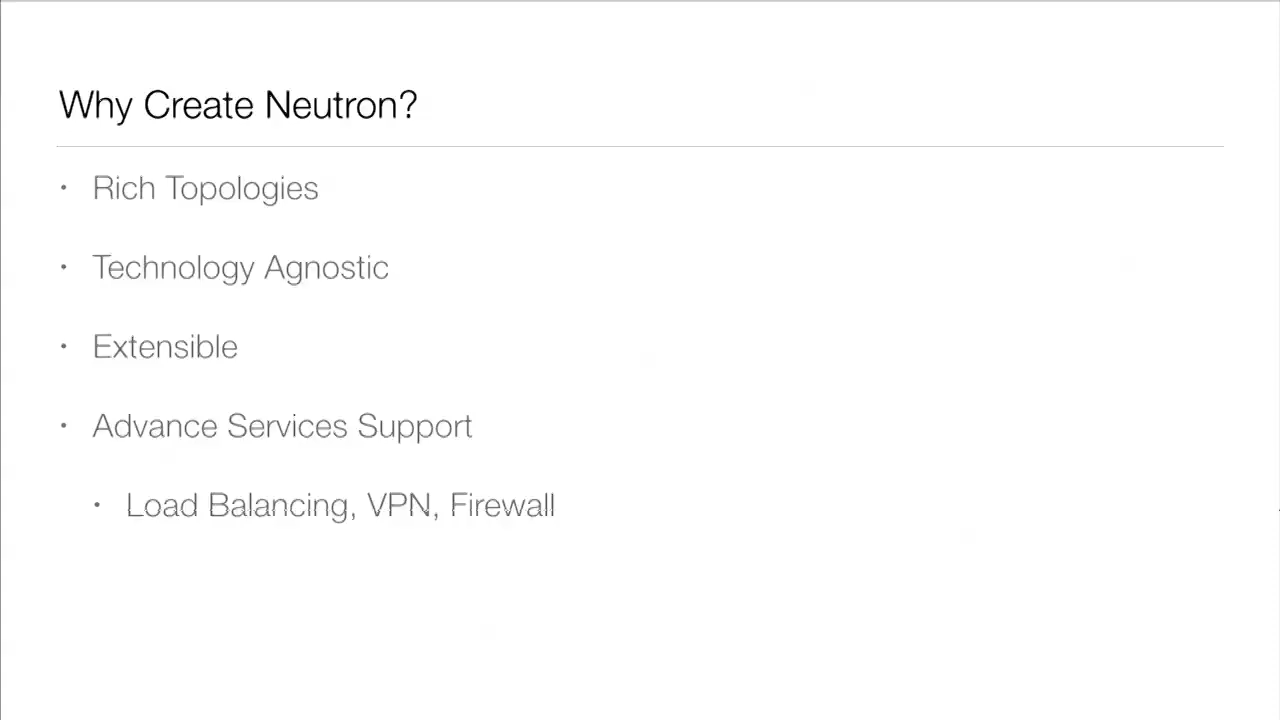 Why Create Neutron?
• Rich Topologies
• Technology Agnostic
• Extensible
• Advance Services Support
• Load Balancing, VPN, Firewall